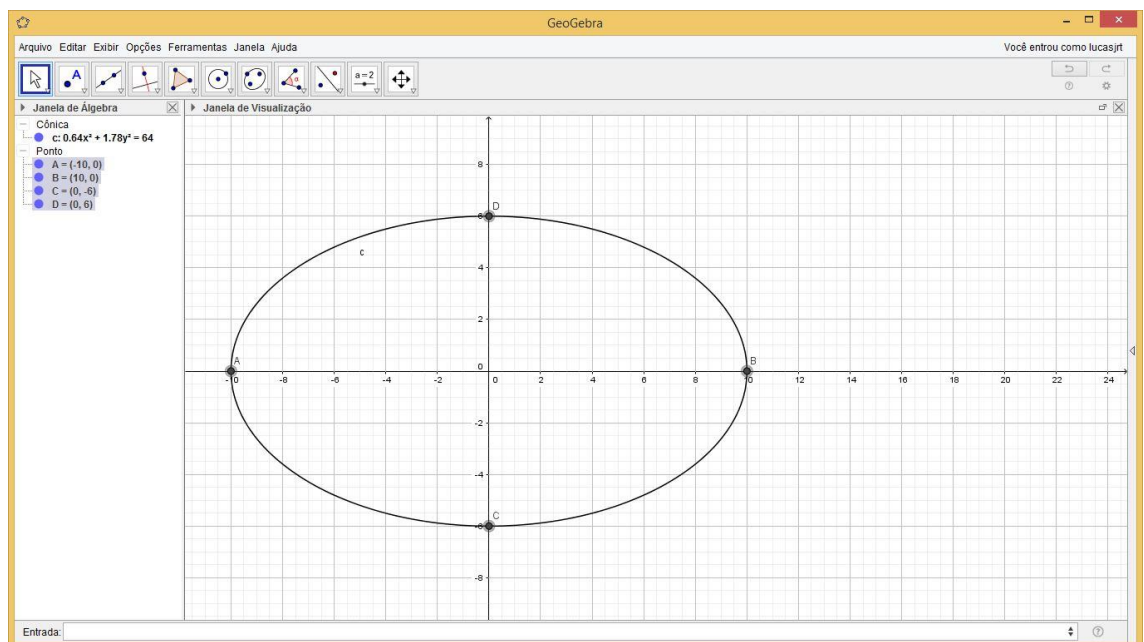 GeoGebra
Arquivo Editar Exibir Opções Ferramentas Janela Ajuda
Você entrou como lucasjrt
A
a = 2
Janela de Álgebra
Janela de Visualização
Cônica
c: 0.64x² + 1.78y² = 64
Ponto
A = (-10, 0)
B = (10, 0)
C = (0, -6)
D = (0, 6)
8
D
6
c
4
2
A
0
B
-10 -8 -6 -4 -2 0 2 4 6 8 10 12 14 16 18 20 22 24
-2
-4
C
-6
-8
Entrada: